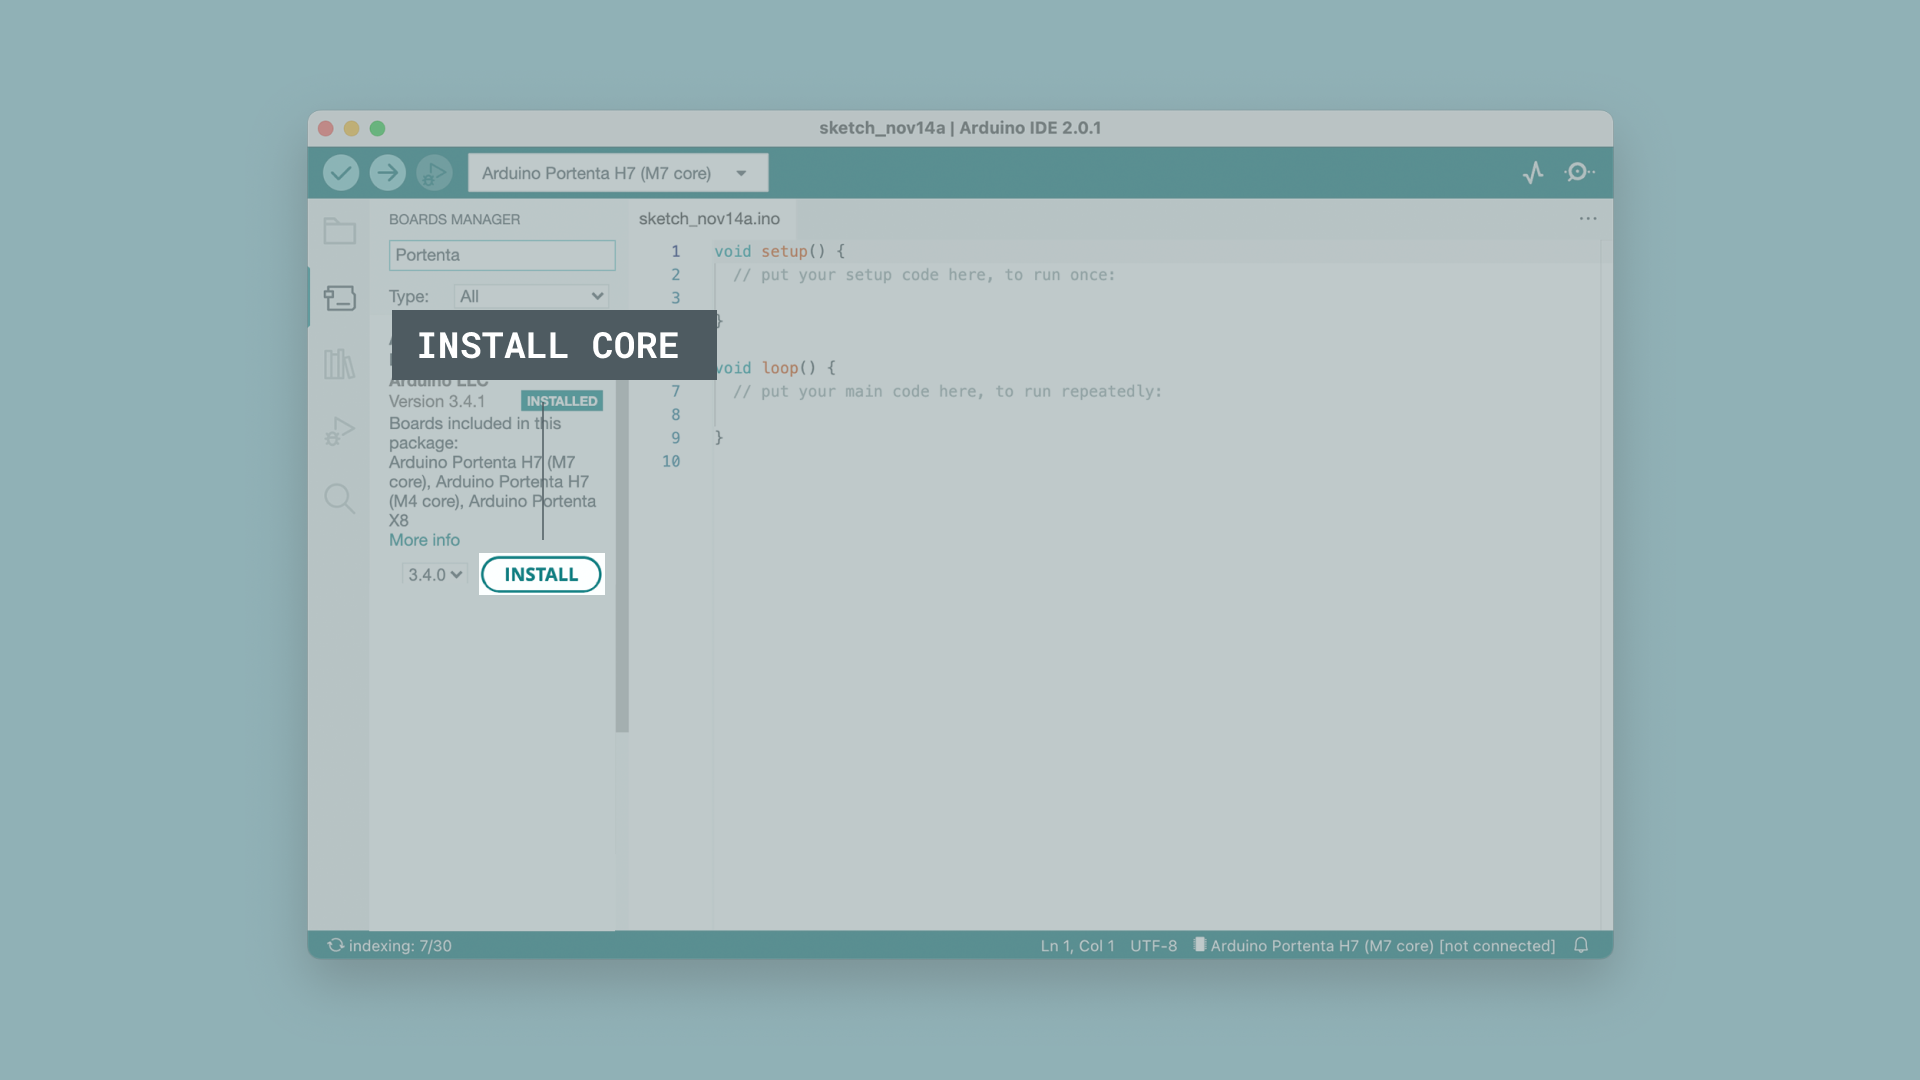 sketch_nov14a | Arduino IDE 2.0.1
Arduino Portenta H7 (M7 core)
BOARDS MANAGER
Portenta
Type: All
INSTALL CORE
Arduino LLC
Version 3.4.1 INSTALLED
Boards included in this
package:
Arduino Portenta H7 (M7
core), Arduino Portenta H7
(M4 core), Arduino Portenta
X8
More info
3.4.0 INSTALL
sketch_nov14a.ino
...
1 void setup() {
2 // put your setup code here, to run once:
3
}
void loop() {
7 // put your main code here, to run repeatedly:
8
9 }
10
indexing: 7/30
Ln 1, Col 1 UTF-8 Arduino Portenta H7 (M7 core) [not connected]